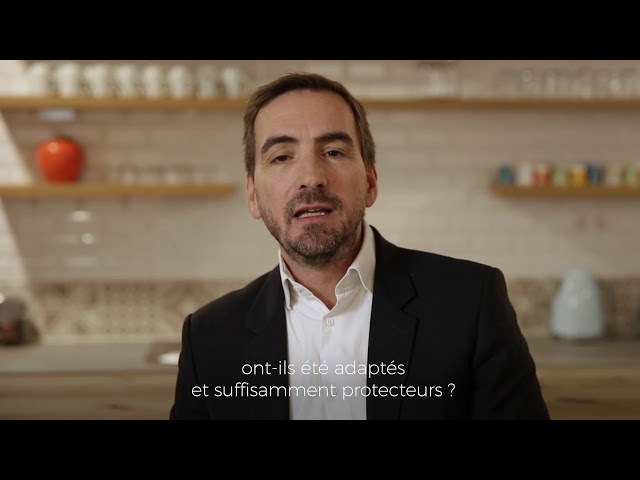 ont-ils été adaptés
et suffisamment protecteurs ?